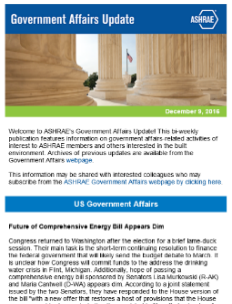 Government Affairs Update
ASHRAE
December 9, 2016
Welcome to ASHRAE's Government Affairs Update! This bi-weekly
publication features information on government affairs-related activities of
interest to ASHRAE members and others interested in the built
environment. Archives of previous updates are available from the
Government Affairs webpage.
This information may be shared with interested colleagues who may
subscribe from the ASHRAE Government Affairs webpage by clicking here.
US Government Affairs
Future of Comprehensive Energy Bill Appears Dim
Congress returned to Washington after the election for a brief lame-duck
session. Their main task is the short-term continuing resolution to finance
the federal government that will likely send the budget debate to March. It
is unclear how Congress will commit funds to the address the drinking
water crisis in Flint, Michigan. Additionally, hope of passing a
comprehensive energy bill sponsored by Senators Lisa Murkowski (R-AK)
and Maria Cantwell (D-WA) appears dim. According to a joint statement
issued by the two Senators, they have responded to the House version of
the bill "with a new offer that restores a host of provisions that the House